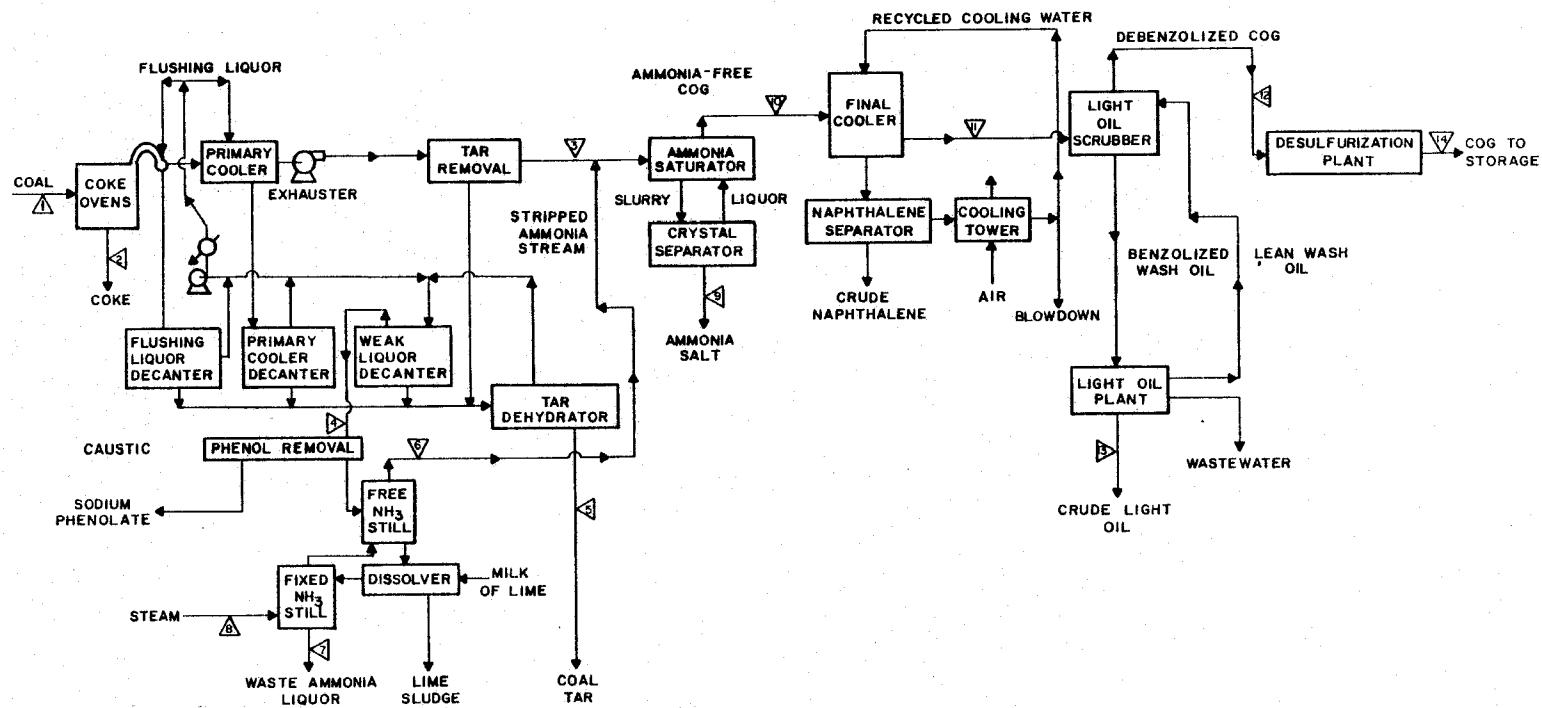 RECYCLED COOLING WATER
DEBENZOLIZED COG
FLUSHING LIQUOR
AMMONIA-FREE
COG
10
12
FINAL
COOLER
LIGHT OIL
SCRUBBER
11
PRIMARY
COOLER
EXHAUSTER
TAR
REMOVAL
3
AMMONIA
SATURATOR
DESULFURIZATION
PLANT
14
COG TO
STORAGE
COAL
1
COKE
OVENS
SLURRY
LIQUOR
STRIPPED
AMMONIA
STREAM
CRYSTAL
SEPARATOR
NAPHTHALENE
SEPARATOR
COOLING
TOWER
BENZOLIZED
WASH OIL
LEAN WASH
OIL
2
COKE
9
CRUDE
NAPHTHALENE
AIR
BLOWDOWN
FLUSHING
LIQUOR
DECANTER
PRIMARY
COOLER
DECANTER
WEAK
LIQUOR
DECANTER
AMMONIA
SALT
TAR
DEHYDRATOR
LIGHT OIL
PLANT
4
CAUSTIC
PHENOL REMOVAL
6
13
WASTEWATER
SODIUM
PHENOLATE
FREE
NH3
STILL
5
CRUDE LIGHT
OIL
FIXED
NH3
STILL
DISSOLVER
MILK
OF LIME
STEAM
8
7
WASTE AMMONIA
LIQUOR
LIME
SLUDGE
COAL
TAR